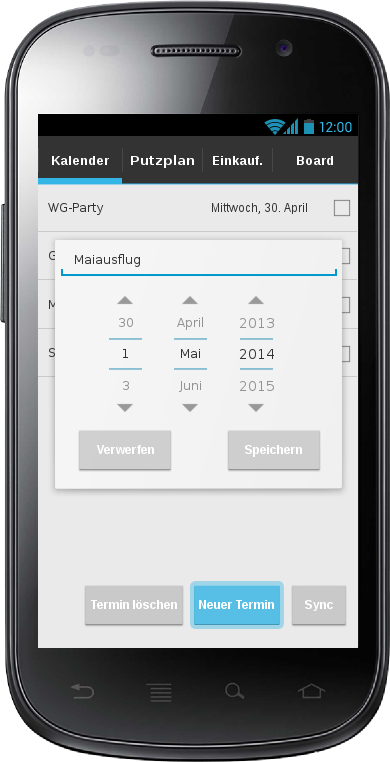 12:00
Kalender Putzplan Einkauf. Board
WG-Party Mittwoch, 30. April
G
Maiausflug
M
30 April 2013
1 Mai 2014
S
3 Juni 2015
Verwerfen Speichern
Termin löschen Neuer Termin Sync